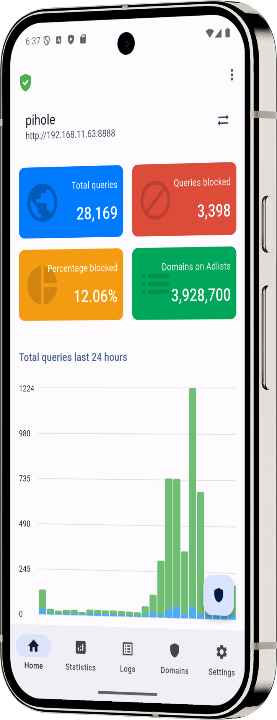 6:37
pihole
http://192.168.11.63:8888
Total queries
28,169
Queries blocked
3,398
Percentage blocked
12.06%
Domains on Adlists
3,928,700
Total queries last 24 hours
1224
980
735
490
245
0
Home
Statistics
Logs
Domains
Settings